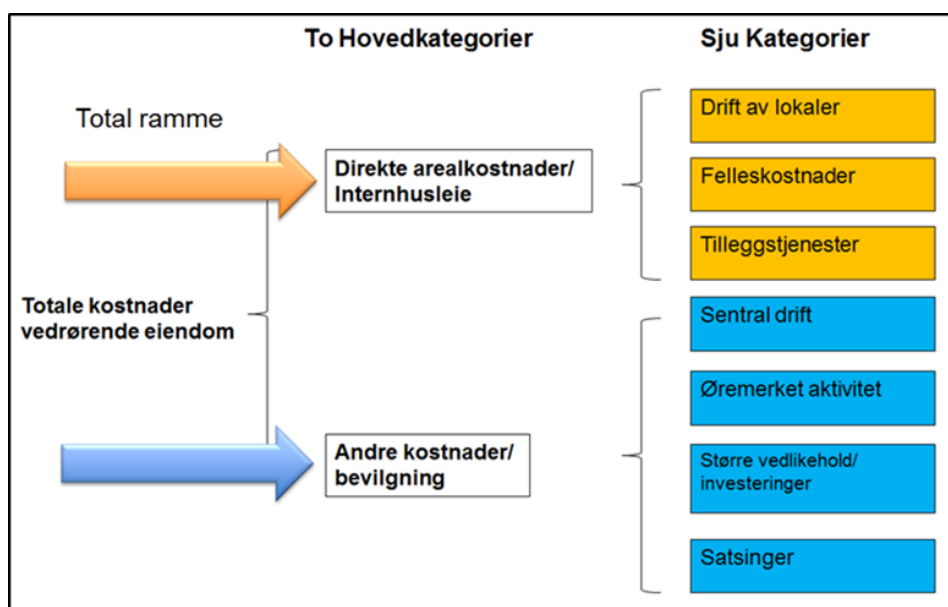 To Hovedkategorier
Sju Kategorier
Total ramme
Direkte arealkostnader/
Internhusleie
Drift av lokaler
Felleskostnader
Tilleggstjenester
Totale kostnader
vedrørende eiendom
Andre kostnader/
bevilgning
Sentral drift
Øremerket aktivitet
Større vedlikehold/
investeringer
Satsinger